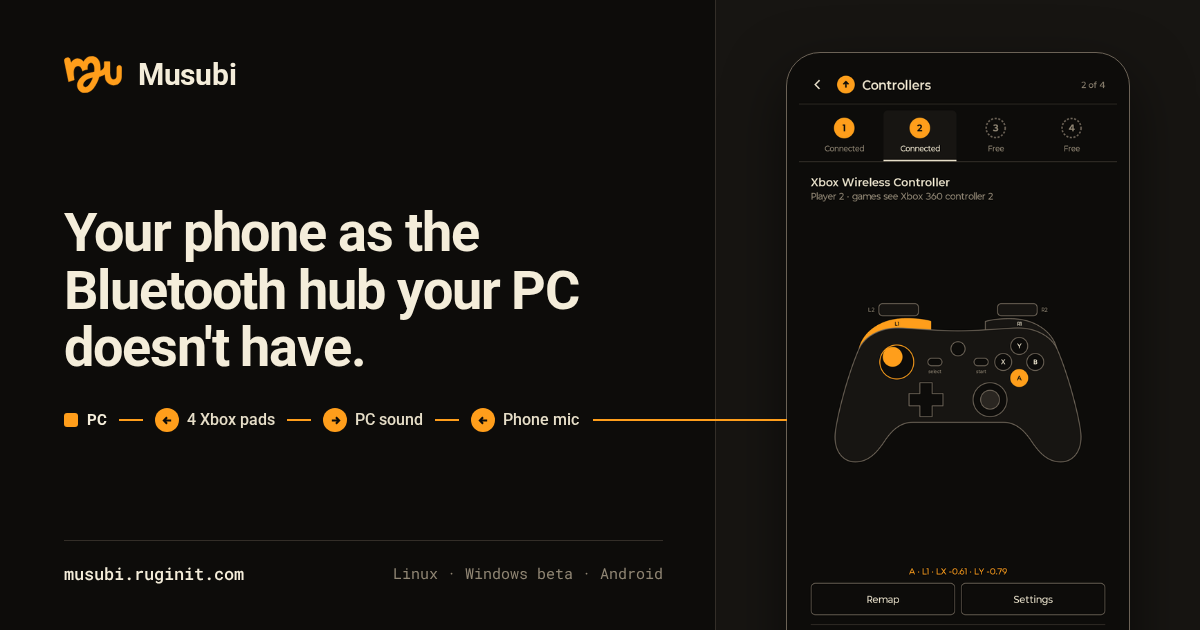 mu Musubi
Your phone as the
Bluetooth hub your PC
doesn't have.
PC 4 Xbox pads PC sound Phone mic
musubi.ruginit.com
Linux · Windows beta · Android
Controllers
2 of 4
1 2 3 4
Connected Connected Free Free
Xbox Wireless Controller
Player 2 · games see Xbox 360 controller 2
L2 R2
L1 R1
Y
X B
A
select start
A · L1 · LX -0.61 · LY -0.79
Remap Settings